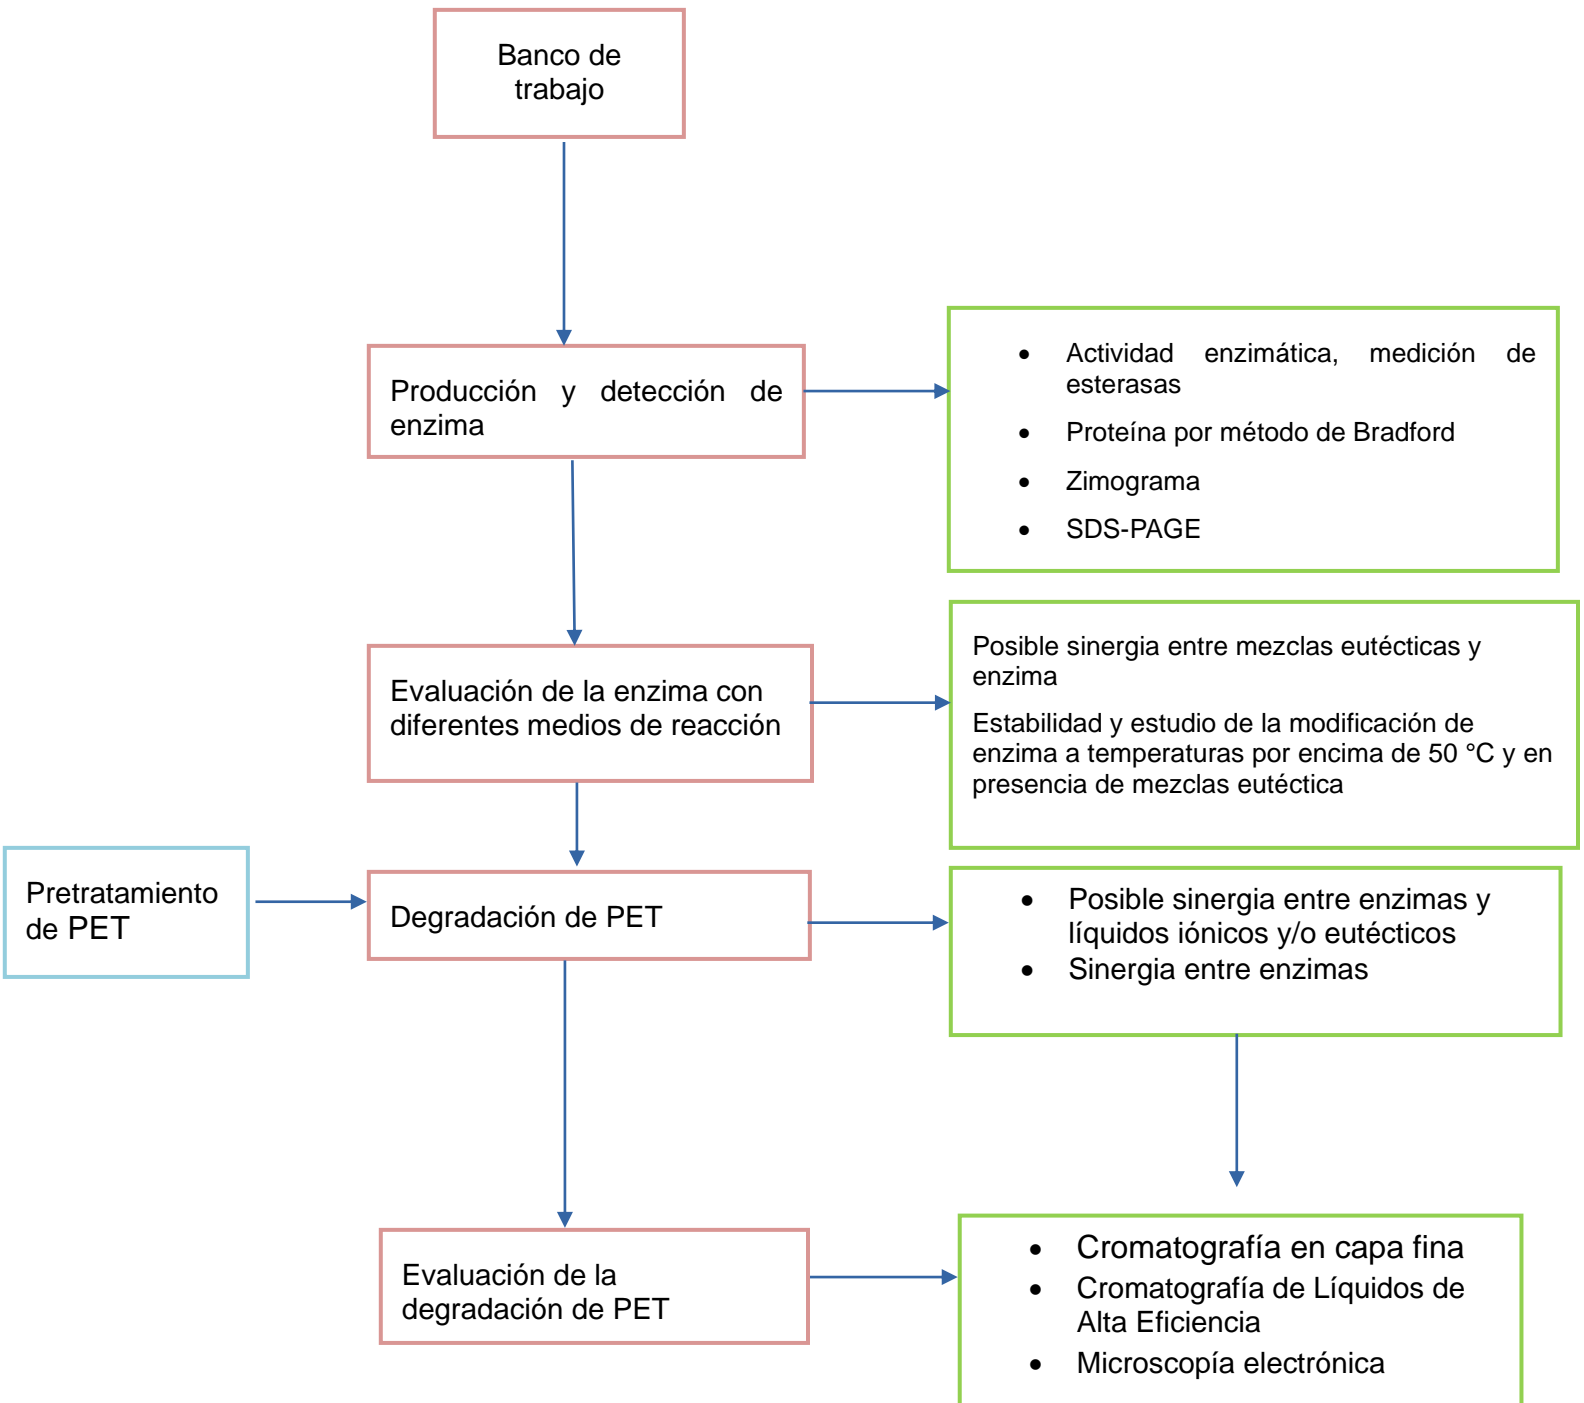 Banco de
trabajo
Producción y detección de
enzima
• Actividad enzimática, medición de
esterasas
• Proteína por método de Bradford
• Zimograma
• SDS-PAGE
Evaluación de la enzima con
diferentes medios de reacción
Posible sinergia entre mezclas eutécticas y
enzima
Estabilidad y estudio de la modificación de
enzima a temperaturas por encima de 50 °C y en
presencia de mezclas eutéctica
Pretratamiento
de PET
Degradación de PET
• Posible sinergia entre enzimas y
líquidos iónicos y/o eutécticos
• Sinergia entre enzimas
Evaluación de la
degradación de PET
• Cromatografía en capa fina
• Cromatografía de Líquidos de
Alta Eficiencia
• Microscopía electrónica